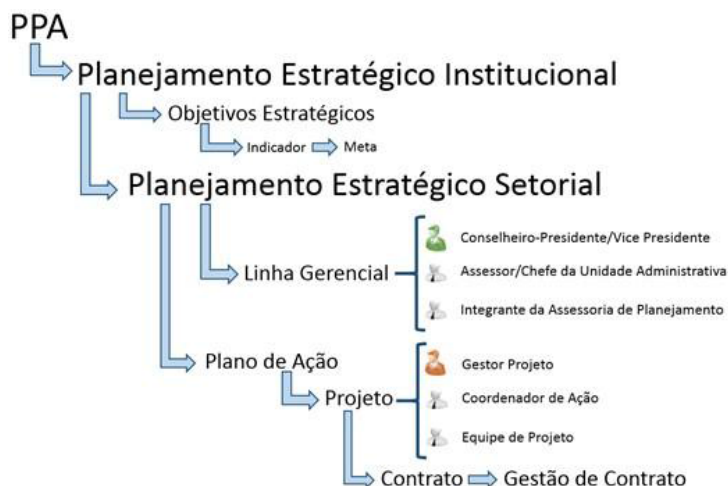 PPA
Planejamento Estratégico Institucional
Objetivos Estratégicos
Indicador Meta
Planejamento Estratégico Setorial
Conselheiro-Presidente/Vice Presidente
Linha Gerencial Assessor/Chefe da Unidade Administrativa
Integrante da Assessoria de Planejamento
Plano de Ação Gestor Projeto
Projeto Coordenador de Ação
Equipe de Projeto
Contrato Gestão de Contrato